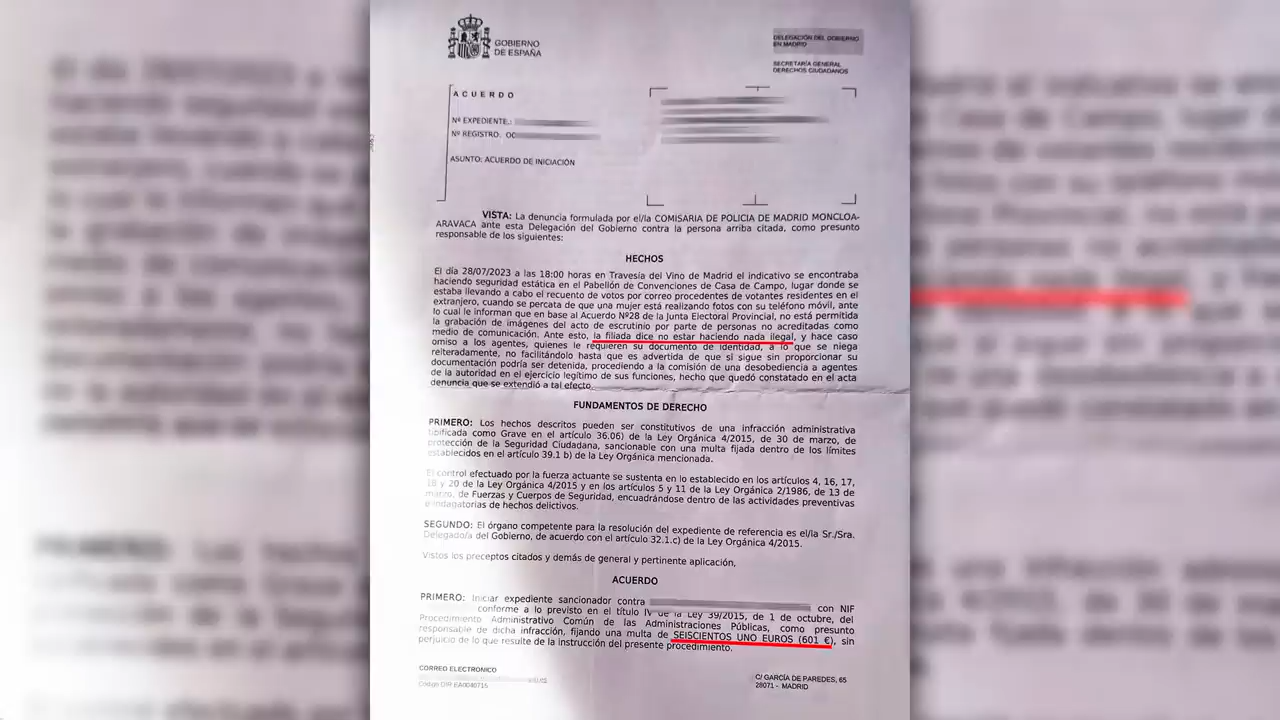 GOBIERNO
DE ESPAÑA
DELEGACIÓN DEL GOBIERNO
EN MADRID
SECRETARÍA GENERAL
DERECHOS CIUDADANOS
ACUERDO
Nº EXPEDIENTE.:
Nº REGISTRO. OC
ASUNTO: ACUERDO DE INICIACIÓN
VISTA: La denuncia formulada por el/la COMISARIA DE POLICIA DE MADRID MONCLOA-
ARAVACA ante esta Delegación del Gobierno contra la persona arriba citada, como presunto
responsable de los siguientes:
HECHOS
El día 28/07/2023 a las 18:00 horas en Travesía del Vino de Madrid el indicativo se encontraba
haciendo seguridad estática en el Pabellón de Convenciones de Casa de Campo, lugar donde se
estaba llevando a cabo el recuento de votos por correo procedentes de votantes residentes en el
extranjero, cuando se percata de que una mujer está realizando fotos con su teléfono móvil, ante
lo cual le informan que en base al Acuerdo Nº28 de la Junta Electoral Provincial, no está permitida
la grabación de imágenes del acto de escrutinio por parte de personas no acreditadas como
medio de comunicación. Ante esto, la filiada dice no estar haciendo nada ilegal, y hace caso
omiso a los agentes, quienes le requieren su documento de identidad, a lo que se niega
reiteradamente, no facilitándolo hasta que es advertida de que si sigue sin proporcionar su
documentación podría ser detenida, procediendo a la comisión de una desobediencia a agentes
de la autoridad en el ejercicio legítimo de sus funciones, hecho que quedó constatado en el acta
denuncia que se extendió a tal efecto.
FUNDAMENTOS DE DERECHO
PRIMERO: Los hechos descritos pueden ser constitutivos de una infracción administrativa
tipificada como Grave en el artículo 36.06) de la Ley Orgánica 4/2015, de 30 de marzo, de
protección de la Seguridad Ciudadana, sancionable con una multa fijada dentro de los límites
establecidos en el artículo 39.1 b) de la Ley Orgánica mencionada.
El control efectuado por la fuerza actuante se sustenta en lo establecido en los artículos 4, 16, 17,
18 y 20 de la Ley Orgánica 4/2015 y en los artículos 5 y 11 de la Ley Orgánica 2/1986, de 13 de
marzo, de Fuerzas y Cuerpos de Seguridad, encuadrándose dentro de las actividades preventivas
e indagatorias de hechos delictivos.
SEGUNDO: El órgano competente para la resolución del expediente de referencia es el/la Sr./Sra.
Delegado/a del Gobierno, de acuerdo con el artículo 32.1.c) de la Ley Orgánica 4/2015.
Vistos los preceptos citados y demás de general y pertinente aplicación,
ACUERDO
PRIMERO: Iniciar expediente sancionador contra con NIF
conforme a lo previsto en el título IV de la Ley 39/2015, de 1 de octubre, del
Procedimiento Administrativo Común de las Administraciones Públicas, como presunto
responsable de dicha infracción, fijando una multa de SEISCIENTOS UNO EUROS (601 €), sin
perjuicio de lo que resulte de la instrucción del presente procedimiento.
CORREO ELECTRONICO
Código DIR EA0040715
C/ GARCÍA DE PAREDES, 65
28071 - MADRID